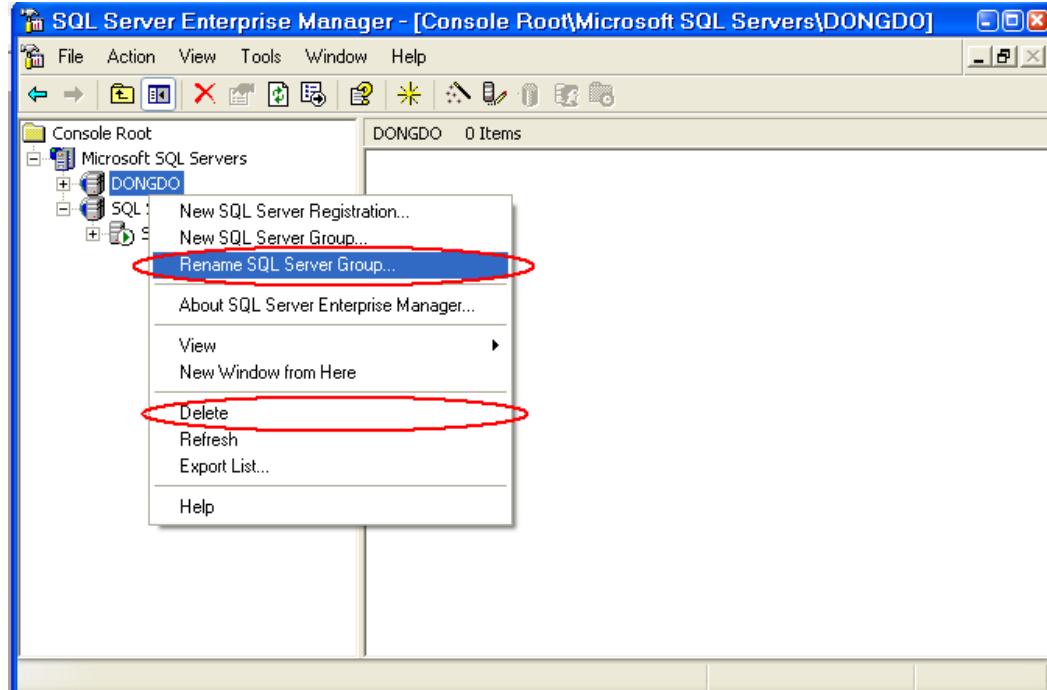 SQL Server Enterprise Manager - [Console Root\Microsoft SQL Servers\DONGDO]
File Action View Tools Window Help
Console Root
DONGDO 0 Items
Microsoft SQL Servers
DONGDO
SQL
New SQL Server Registration...
New SQL Server Group...
Rename SQL Server Group...
About SQL Server Enterprise Manager...
View
New Window from Here
Delete
Refresh
Export List...
Help